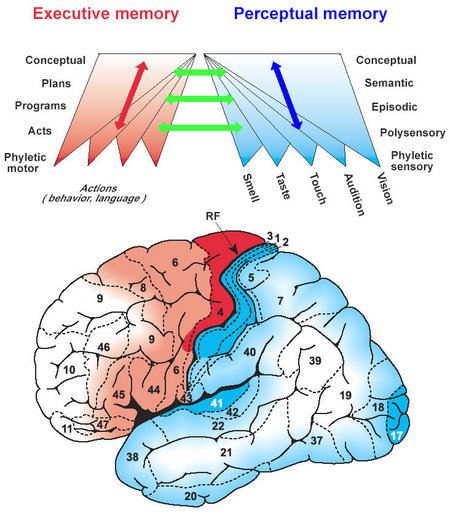 Executive memory
Perceptual memory
Conceptual
Plans
Programs
Acts
Phyletic
motor
Actions
( behavior, language )
Conceptual
Semantic
Episodic
Polysensory
Phyletic
sensory
Smell
Taste
Touch
Audition
Vision
RF
3 1 2
6
5
8
9
7
4
46
9
40
39
10
6
19
45
44
43
41
18
42
17
11
47
22
37
38
21
20